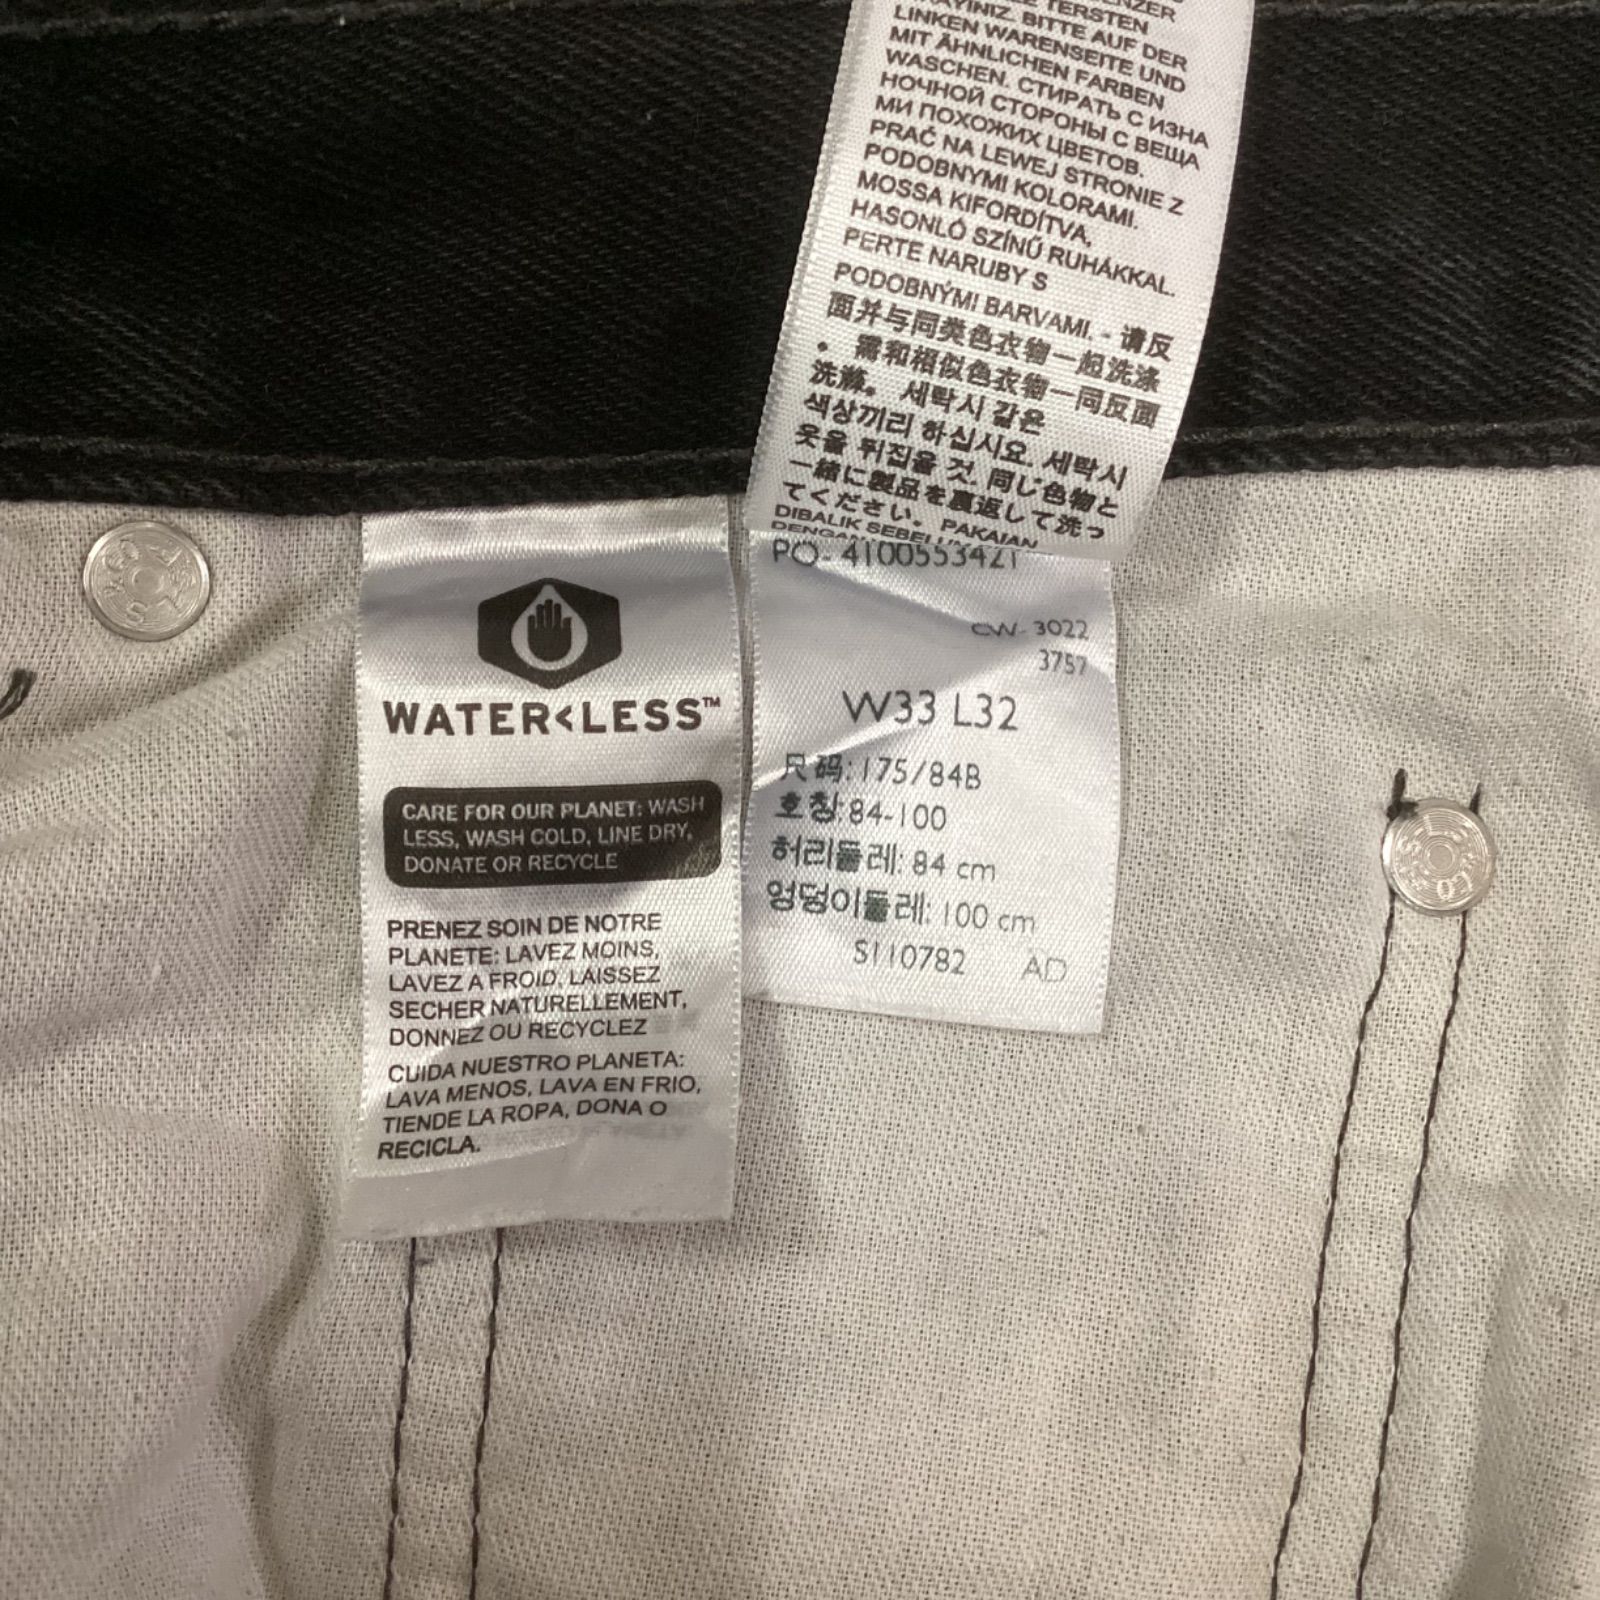 TERSTEN
BITTE AUF DER
LINKEN WARENSEITE UND
MIT ÄHNLICHEN FARBEN
WASCHEN. СТИРАТЬ С ИЗНА
НОЧНОЙ СТОРОНЫ С ВЕЩА
МИ ПОХОЖИХ ЦВЕТОВ.
PRAĆ NA LEWEJ STRONIE Z
PODOBNYMI KOLORAMI.
MOSSA KIFORDÍTVA,
HASONLÓ SZÍNŰ RUHÁKKAL.
PERTE NARUBY S
PODOBNÝMI BARVAMI. - 请反
面并与同类色衣物一起洗涤
。 需和相似色衣物一同反面
洗滌。 세탁시 같은
색상끼리 하십시요. 세탁시
옷을 뒤집을 것. 同じ色物と
一緒に製品を裏返して洗っ
てください。 PAKAIAN
DIBALIK SEBELUM
PO- 4100553421
CW- 3022
3757
W33 L32
尺码: 175/84B
호칭: 84-100
허리둘레: 84 cm
엉덩이둘레: 100 cm
S110782 AD
WATER<LESS™
CARE FOR OUR PLANET: WASH
LESS, WASH COLD, LINE DRY,
DONATE OR RECYCLE
PRENEZ SOIN DE NOTRE
PLANETE: LAVEZ MOINS,
LAVEZ A FROID, LAISSEZ
SECHER NATURELLEMENT,
DONNEZ OU RECYCLEZ
CUIDA NUESTRO PLANETA:
LAVA MENOS, LAVA EN FRIO,
TIENDE LA ROPA, DONA O
RECICLA.